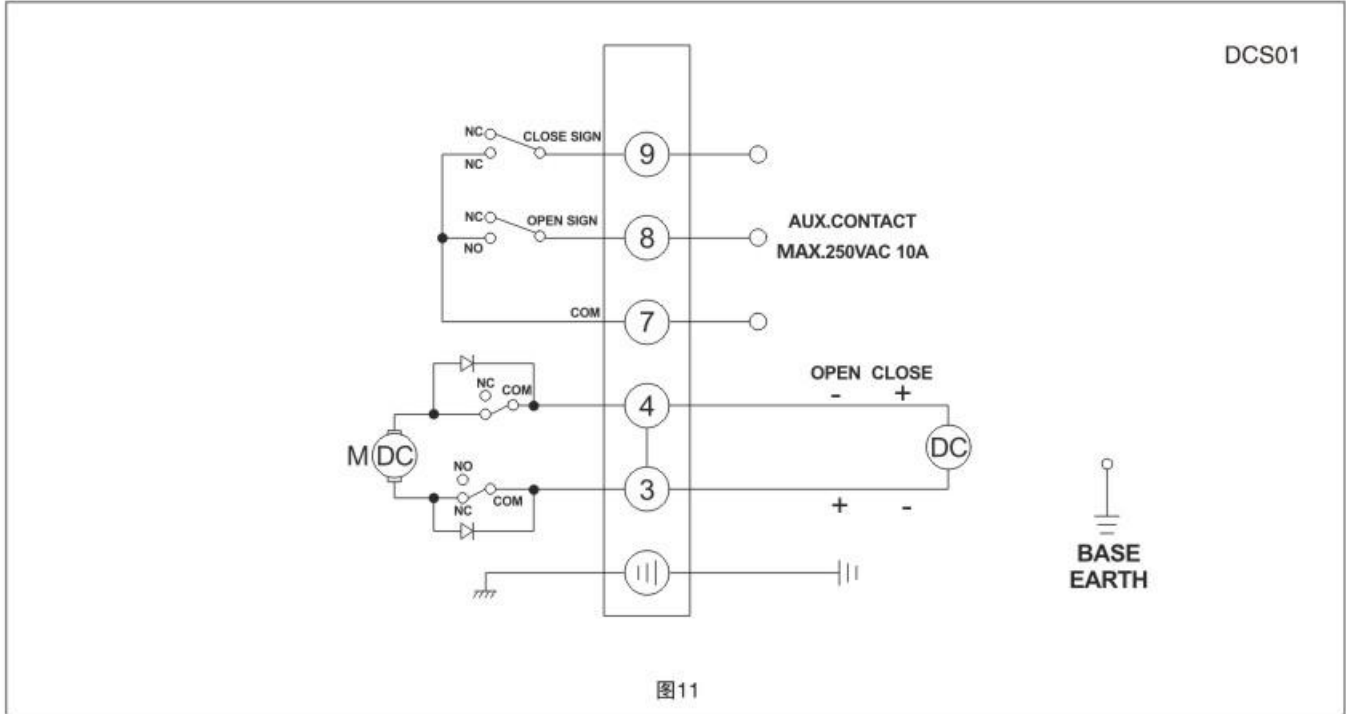 DCS01
NC
CLOSE SIGN
9
NC
NC
OPEN SIGN
8
AUX.CONTACT
NO
MAX.250VAC 10A
COM
7
OPEN CLOSE
- +
NC
COM
4
M DC
DC
NO
COM
3
NC
+ -
BASE
EARTH
图11